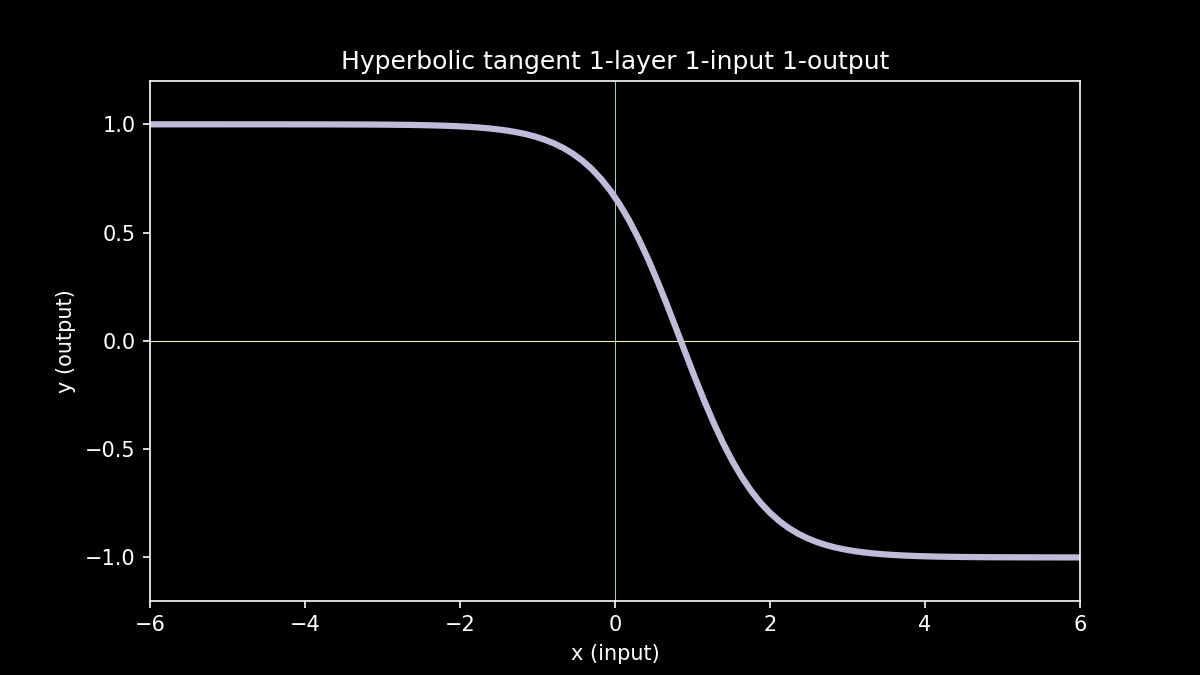 Hyperbolic tangent 1-layer 1-input 1-output
1.0
0.5
0.0
−0.5
−1.0
y (output)
−6 −4 −2 0 2 4 6
x (input)